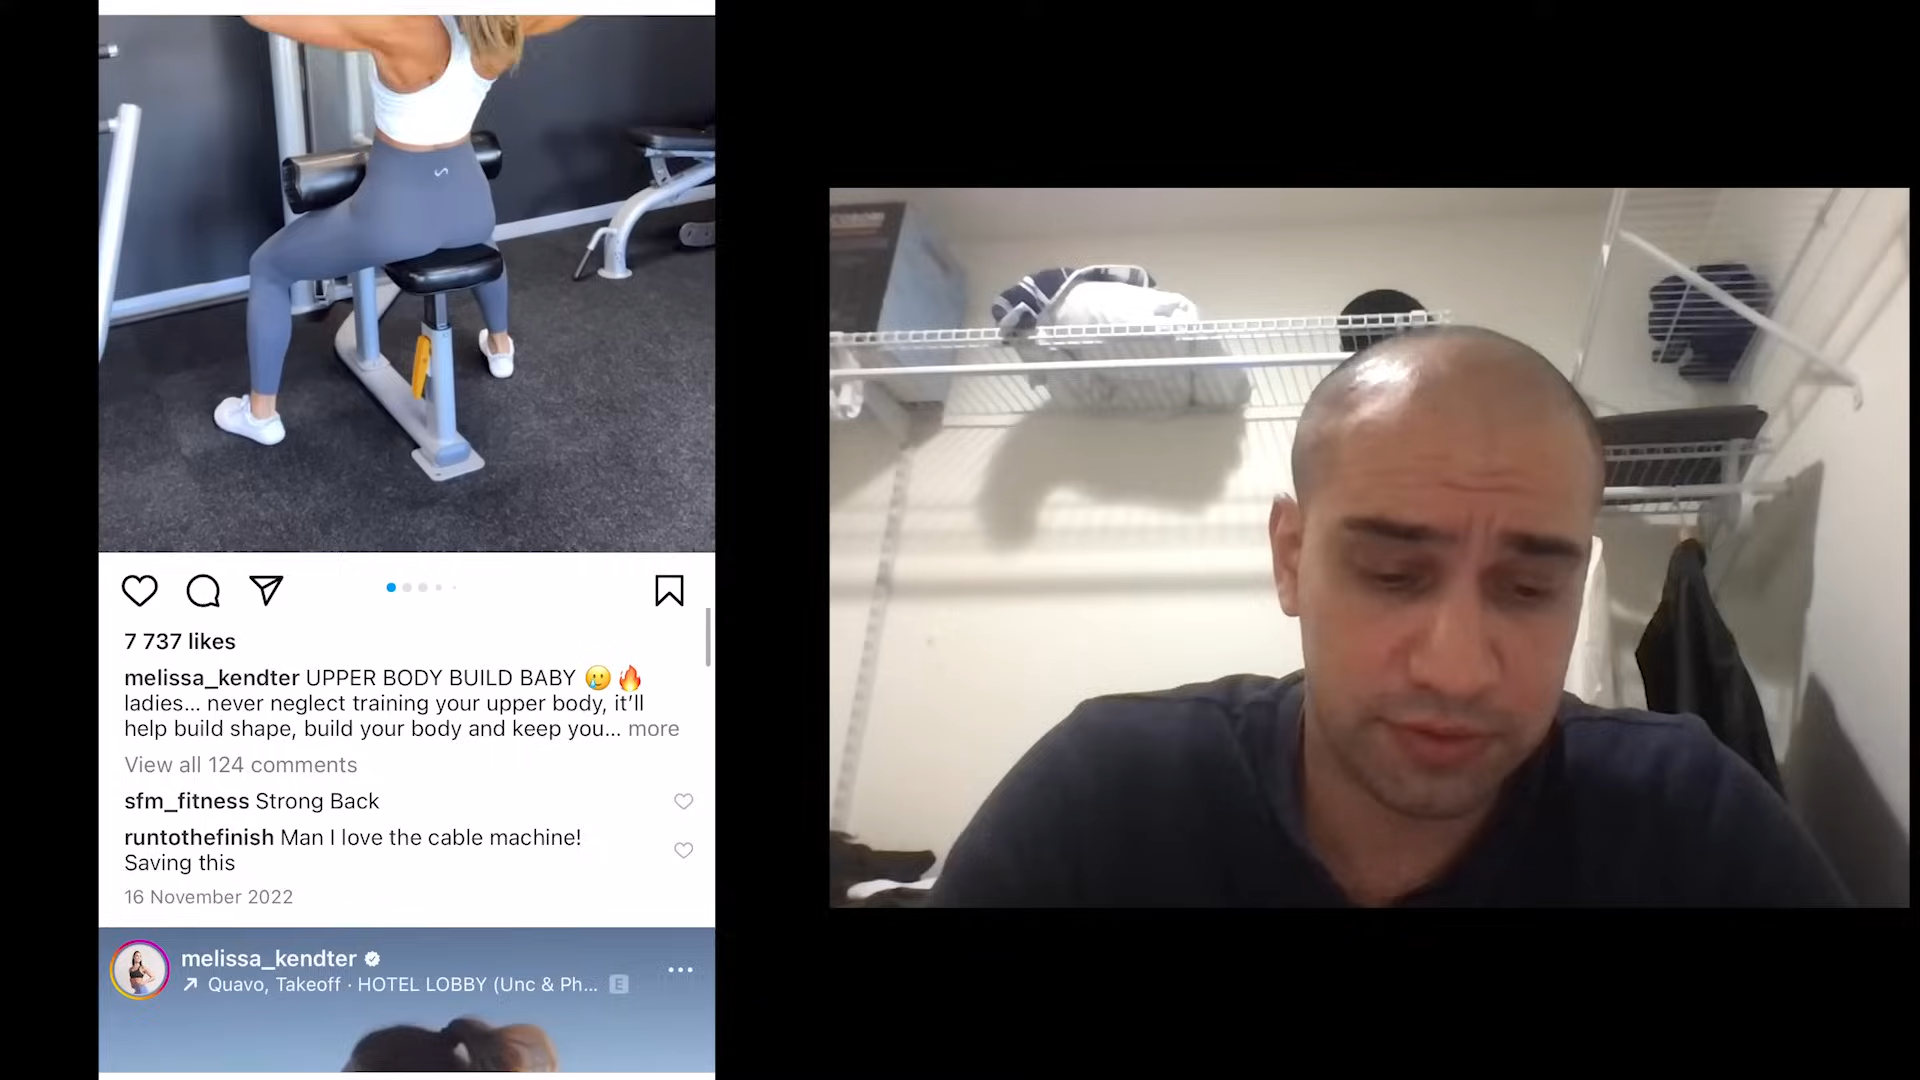 7 737 likes
melissa_kendter UPPER BODY BUILD BABY 🥲🔥
ladies... never neglect training your upper body, it'll
help build shape, build your body and keep you... more
View all 124 comments
sfm_fitness Strong Back
runtothefinish Man I love the cable machine!
Saving this
16 November 2022
melissa_kendter
Quavo, Takeoff · HOTEL LOBBY (Unc & Ph...
E